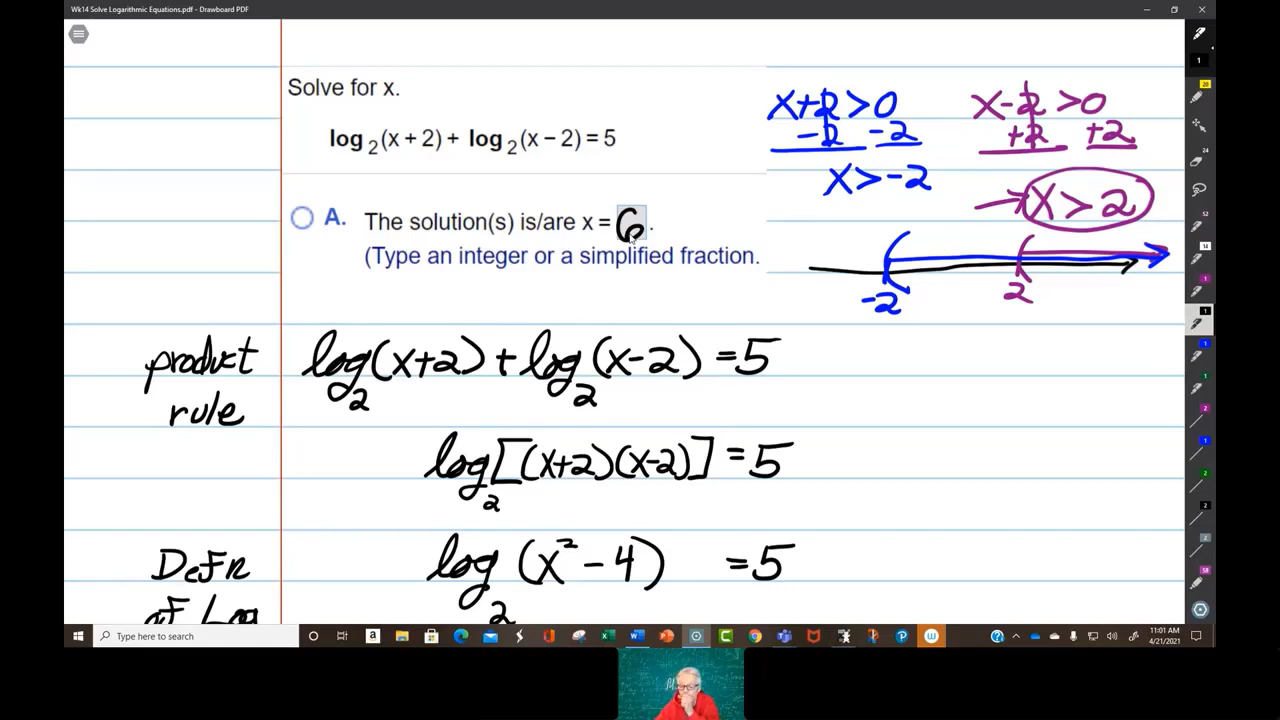 Wk14 Solve Logarithmic Equations.pdf - Drawboard PDF
Solve for x.
log 2 (x + 2) + log 2 (x − 2) = 5
A. The solution(s) is/are x = 6 .
(Type an integer or a simplified fraction.
x+2>0
-2 -2
x>-2
x-2>0
+2 +2
→ x>2
-2 2
product rule
log2(x+2) + log2(x-2) = 5
log2[(x+2)(x-2)] = 5
Defn of Log
log2(x²-4) = 5
Type here to search
11:01 AM
4/21/2021